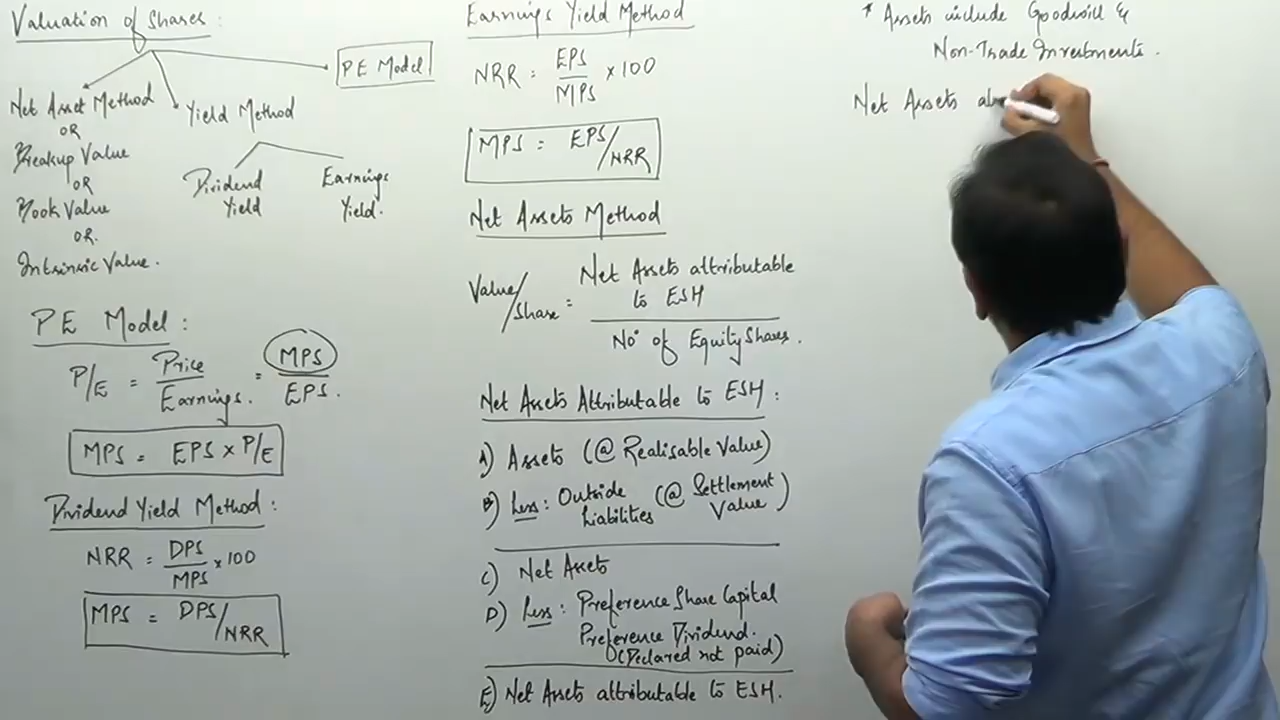 Valuation of Shares :
PE Model
Net Asset Method
OR
Breakup Value
OR
Book Value
OR.
Intrinsic Value.
Yield Method
Dividend Yield
Earnings Yield.
PE Model :
P/E = Price / Earnings. = MPS / EPS.
MPS = EPS x P/E
Dividend Yield Method :
NRR = DPS / MPS x 100
MPS = DPS / NRR
Earnings Yield Method
NRR = EPS / MPS x 100
MPS = EPS / NRR
Net Assets Method
Value / Share = Net Assets attributable to ESH / No of Equity Shares.
Net Assets Attributable to ESH :
A) Assets (@ Realisable Value)
B) Less : Outside Liabilities (@ Settlement Value)
C) Net Assets
D) Less : Preference Share Capital
Preference Dividend.
(Declared not paid)
E) Net Assets attributable to ESH.
* Assets include Goodwill &
Non-Trade Investments.
Net Assets